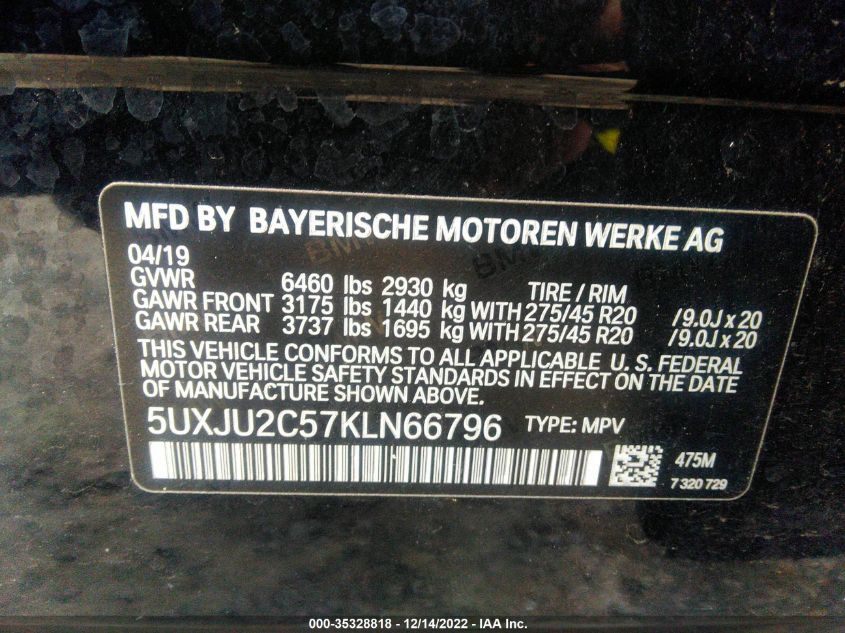 MFD BY BAYERISCHE MOTOREN WERKE AG
04/19
GVWR 6460 lbs 2930 kg TIRE / RIM
GAWR FRONT 3175 lbs 1440 kg WITH 275/45 R20 / 9.0J x 20
GAWR REAR 3737 lbs 1695 kg WITH 275/45 R20 / 9.0J x 20
THIS VEHICLE CONFORMS TO ALL APPLICABLE U. S. FEDERAL
MOTOR VEHICLE SAFETY STANDARDS IN EFFECT ON THE DATE
OF MANUFACTURE SHOWN ABOVE.
5UXJU2C57KLN66796 TYPE: MPV
475M
7 320 729
000-35328818 - 12/14/2022 - IAA Inc.